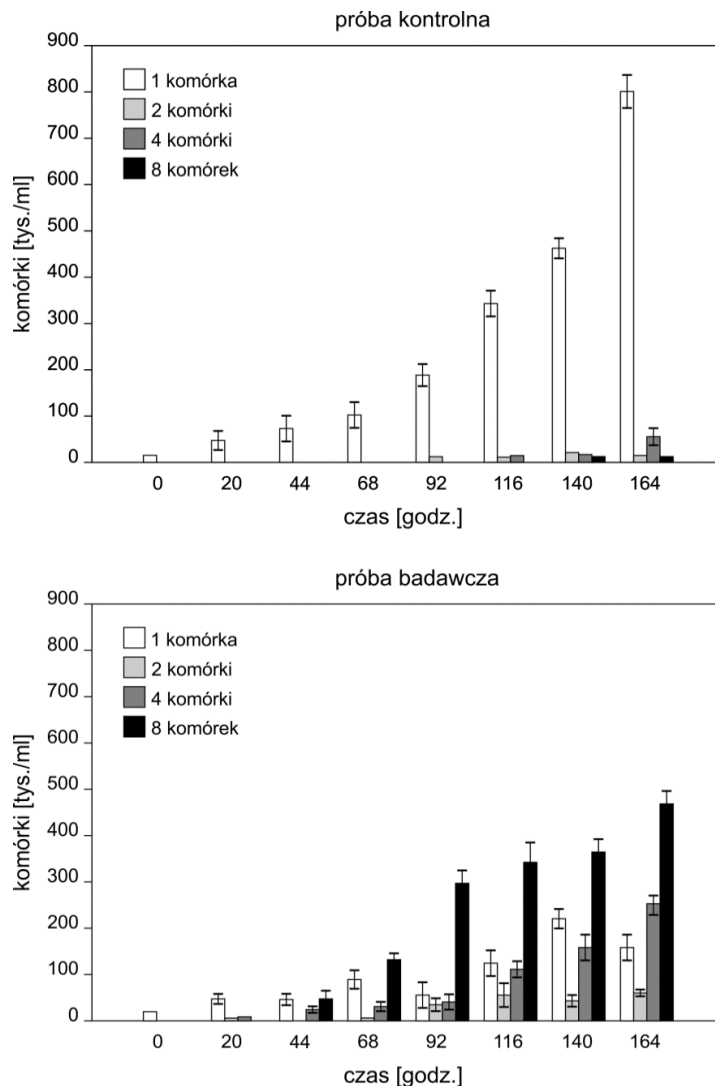 próba kontrolna
900
800
700
600
500
400
300
200
100
0
komórki [tys./ml]
1 komórka
2 komórki
4 komórki
8 komórek
0 20 44 68 92 116 140 164
czas [godz.]
próba badawcza
900
800
700
600
500
400
300
200
100
0
komórki [tys./ml]
1 komórka
2 komórki
4 komórki
8 komórek
0 20 44 68 92 116 140 164
czas [godz.]